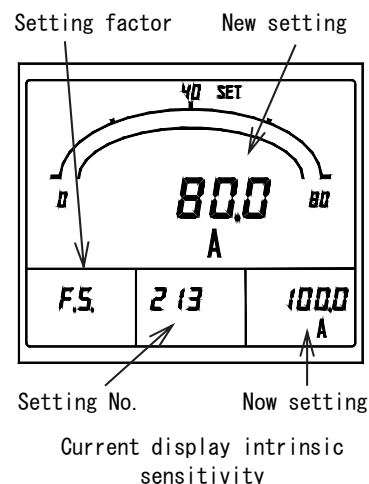 Setting factor New setting
40 SET
0 80.0 80
A
F.S. 213 100.0
A
Setting No. Now setting
Current display intrinsic
sensitivity